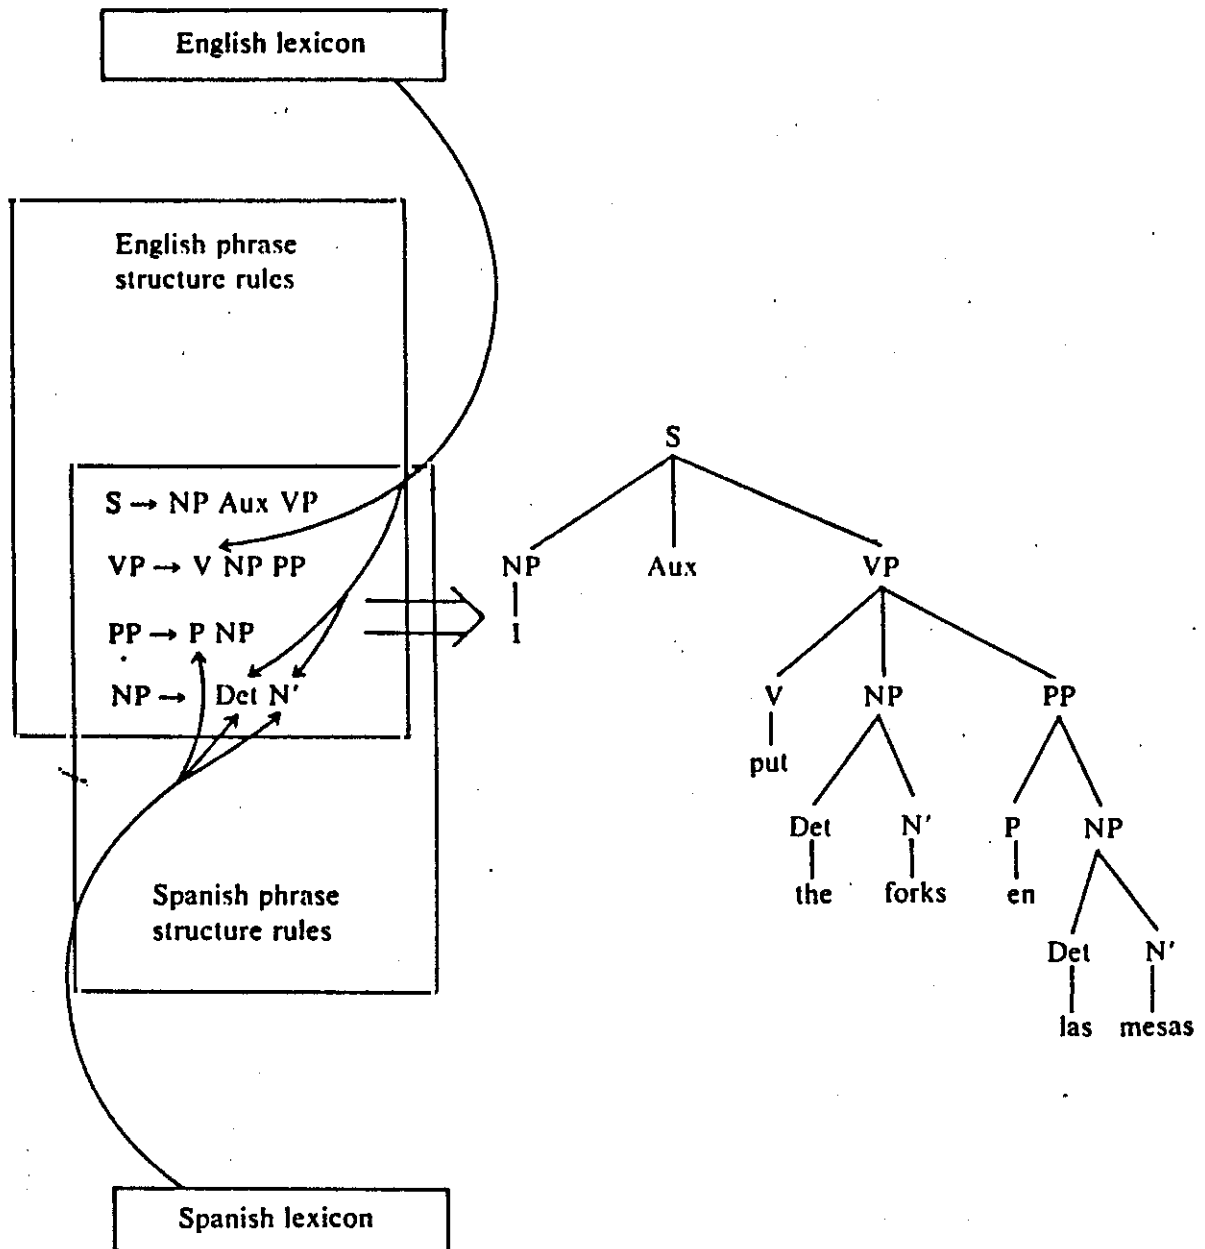 English lexicon
English phrase
structure rules
S → NP Aux VP
VP → V NP PP
PP → P NP
NP → Det N′
Spanish phrase
structure rules
Spanish lexicon
S
NP Aux VP
I
V NP PP
put
Det N′ P NP
the forks en
Det N′
las mesas